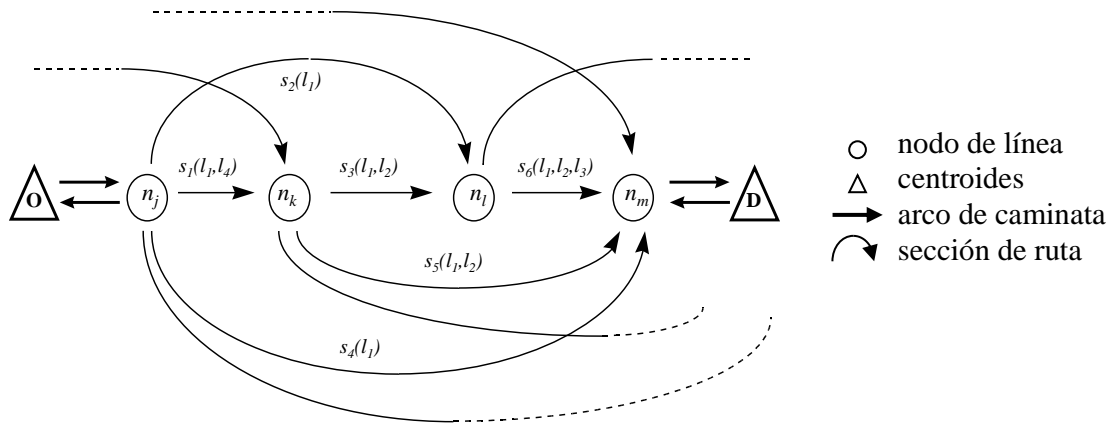 s₂(l₁)
s₁(l₁,l₄)
s₃(l₁,l₂)
s₆(l₁,l₂,l₃)
O
nⱼ
nₖ
nₗ
nₘ
D
s₅(l₁,l₂)
s₄(l₁)
nodo de línea
centroides
arco de caminata
sección de ruta